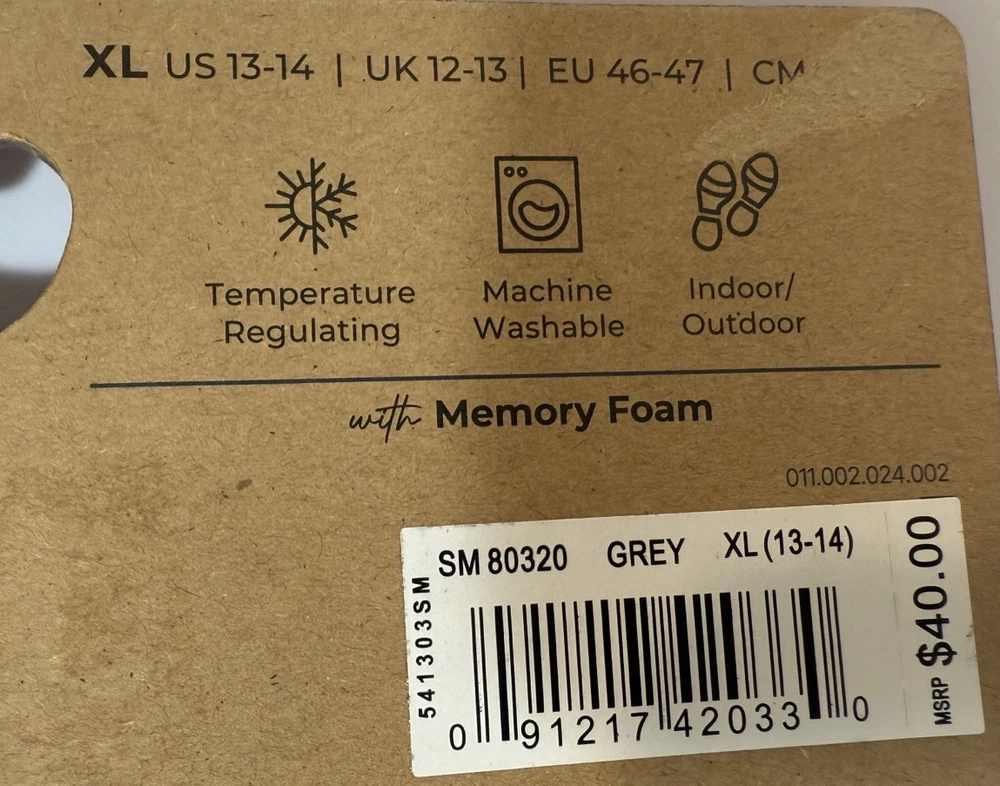 XL US 13-14 | UK 12-13 | EU 46-47 | CM
Temperature
Regulating
Machine
Washable
Indoor/
Outdoor
with Memory Foam
011.002.024.002
SM 80320 GREY XL (13-14)
541303SM
0 91217 42033 0
MSRP $40.00